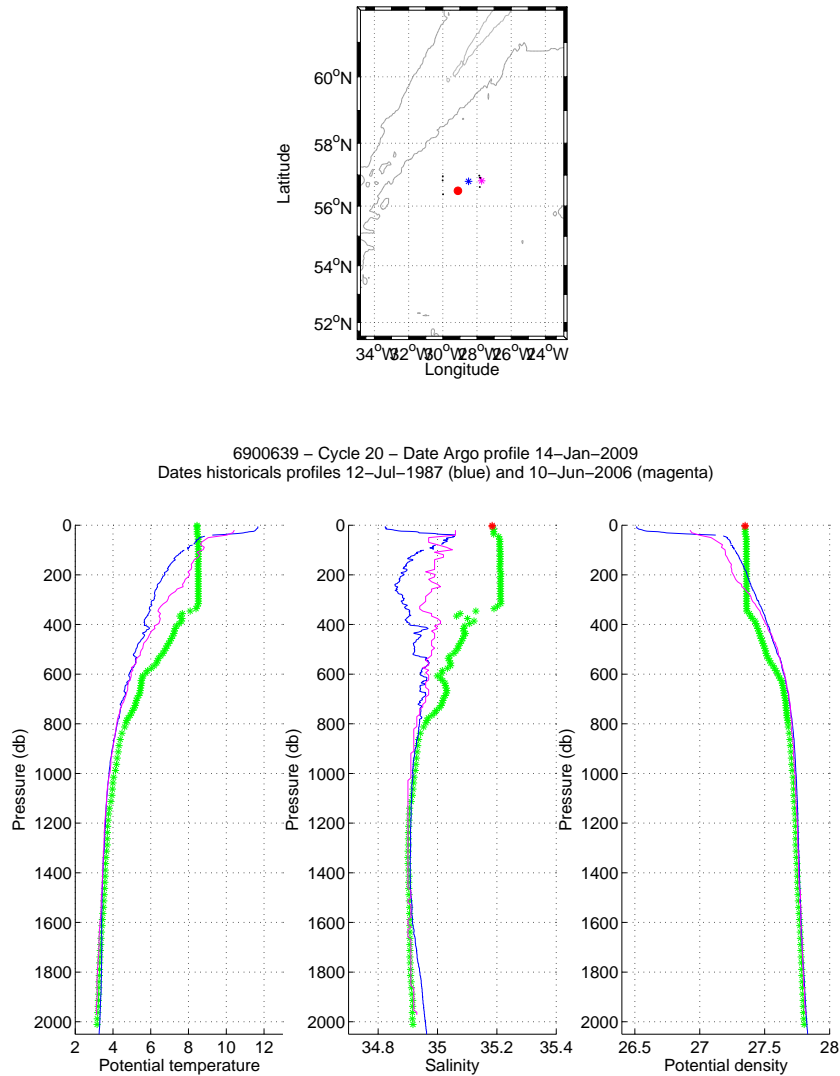 60°N
58°N
56°N
54°N
52°N
Latitude
34°W 32°W 30°W 28°W 26°W 24°W
Longitude
6900639 − Cycle 20 − Date Argo profile 14−Jan−2009
Dates historicals profiles 12−Jul−1987 (blue) and 10−Jun−2006 (magenta)
0
200
400
600
800
1000
1200
1400
1600
1800
2000
Pressure (db)
2 4 6 8 10 12
Potential temperature
0
200
400
600
800
1000
1200
1400
1600
1800
2000
Pressure (db)
34.8 35 35.2 35.4
Salinity
0
200
400
600
800
1000
1200
1400
1600
1800
2000
Pressure (db)
26.5 27 27.5 28
Potential density